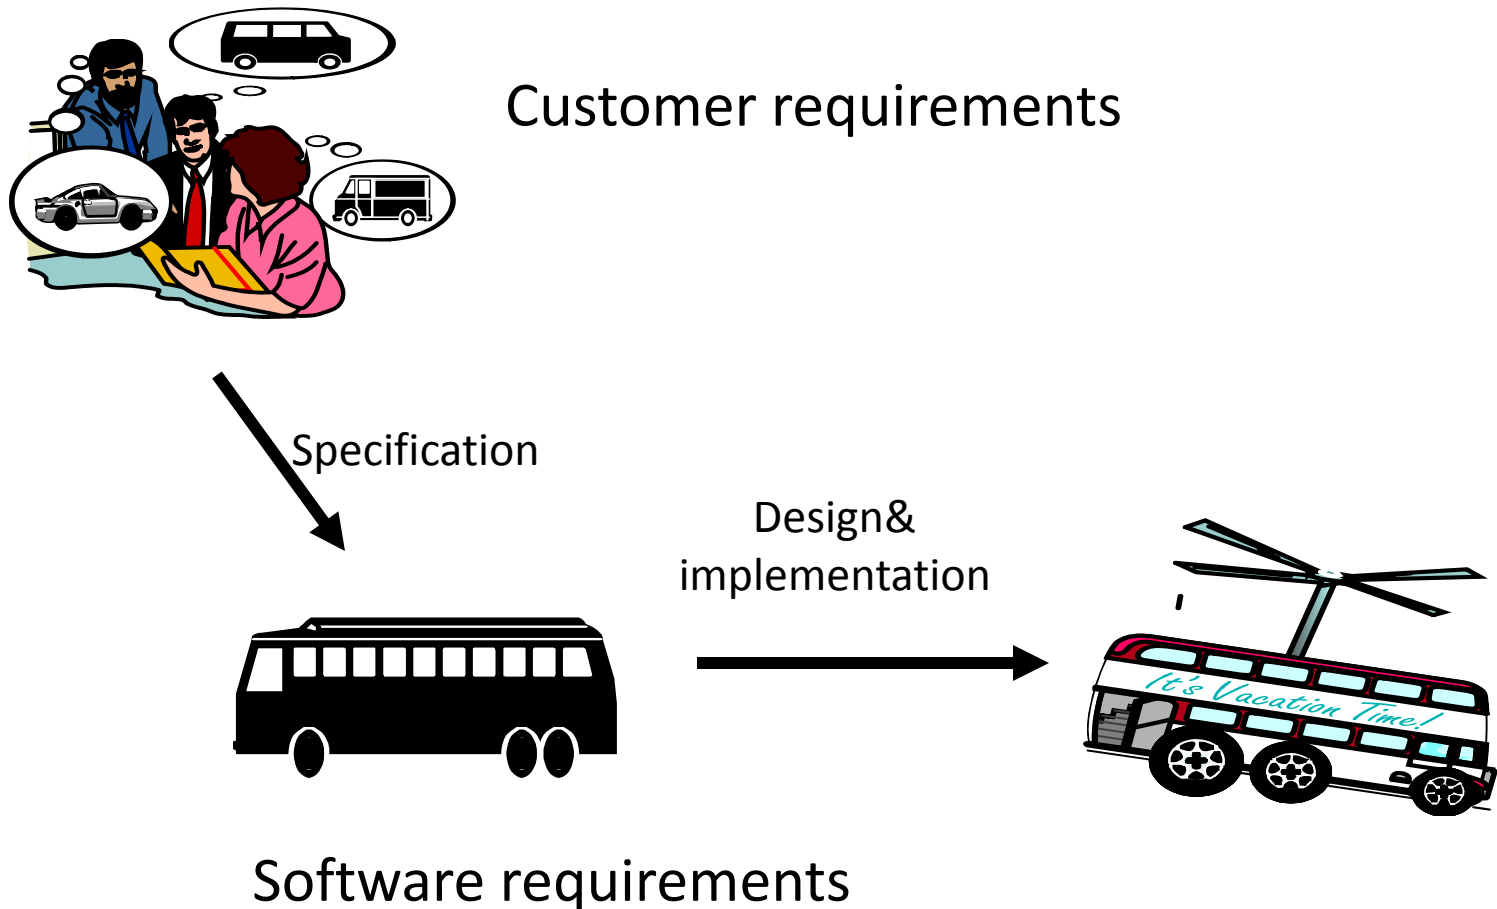 Customer requirements
Specification
Design&
implementation
It's Vacation Time!
Software requirements